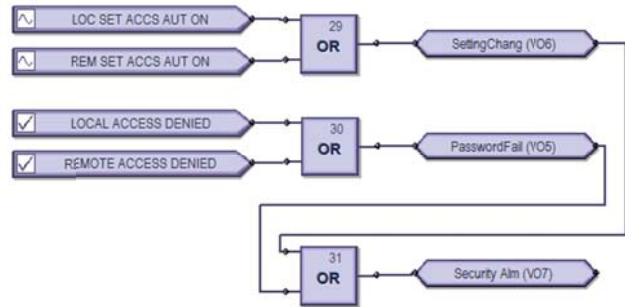 LOC SET ACCS AUT ON
29
OR
SettingChang (VO6)
REM SET ACCS AUT ON
LOCAL ACCESS DENIED
30
OR
PasswordFail (VO5)
REMOTE ACCESS DENIED
31
OR
Security Alm (VO7)